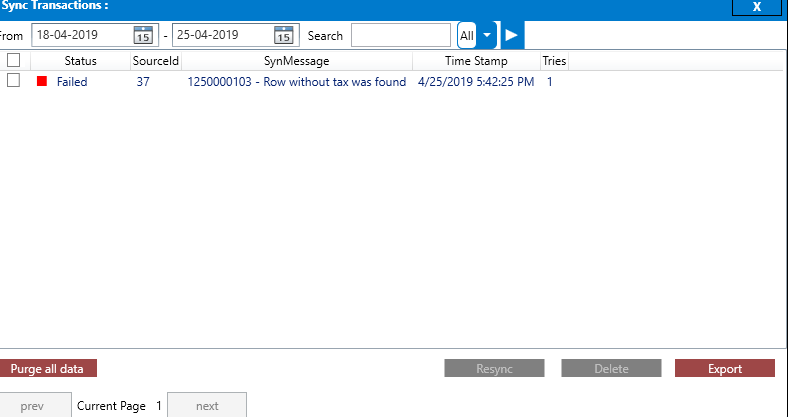 Sync Transactions :
X
From 18-04-2019 15 - 25-04-2019 15 Search All
Status SourceId SynMessage Time Stamp Tries
Failed 37 1250000103 - Row without tax was found 4/25/2019 5:42:25 PM 1
Purge all data Resync Delete Export
prev Current Page 1 next